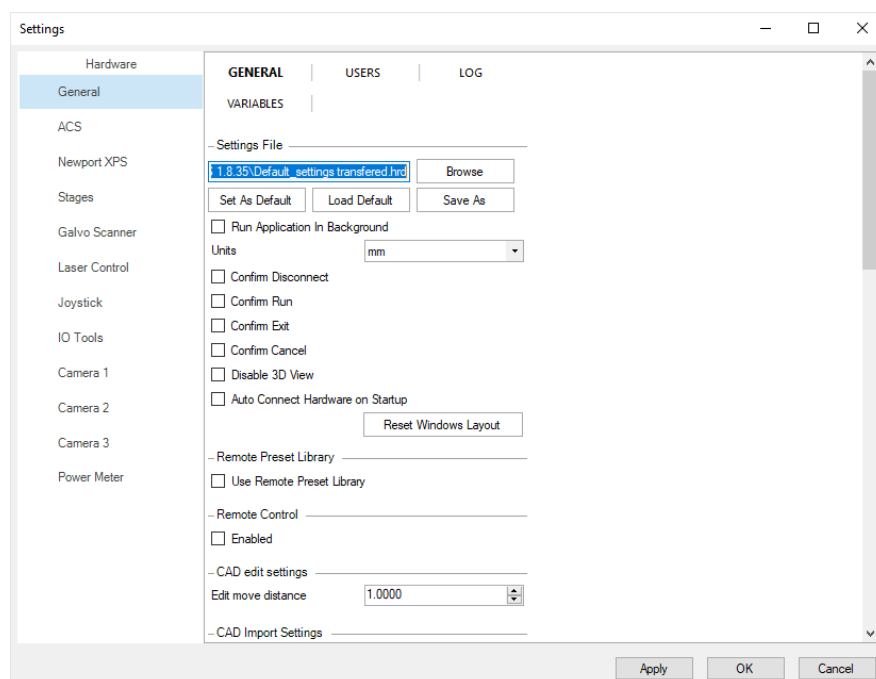 Settings
Hardware
General
ACS
Newport XPS
Stages
Galvo Scanner
Laser Control
Joystick
IO Tools
Camera 1
Camera 2
Camera 3
Power Meter
GENERAL USERS LOG
VARIABLES
Settings File
1.8.35\Default_settings transfered.hrd Browse
Set As Default Load Default Save As
Run Application In Background
Units mm
Confirm Disconnect
Confirm Run
Confirm Exit
Confirm Cancel
Disable 3D View
Auto Connect Hardware on Startup
Reset Windows Layout
Remote Preset Library
Use Remote Preset Library
Remote Control
Enabled
CAD edit settings
Edit move distance 1.0000
CAD Import Settings
Apply OK Cancel